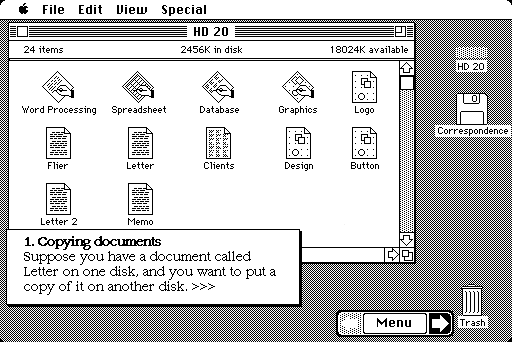 File Edit View Special
HD 20
24 items 2456K in disk 18024K available
HD 20
Word Processing Spreadsheet Database Graphics Logo
Correspondence
Flier Letter Clients Design Button
Letter 2 Memo
1. Copying documents
Suppose you have a document called
Letter on one disk, and you want to put a
copy of it on another disk. >>>
Menu
Trash